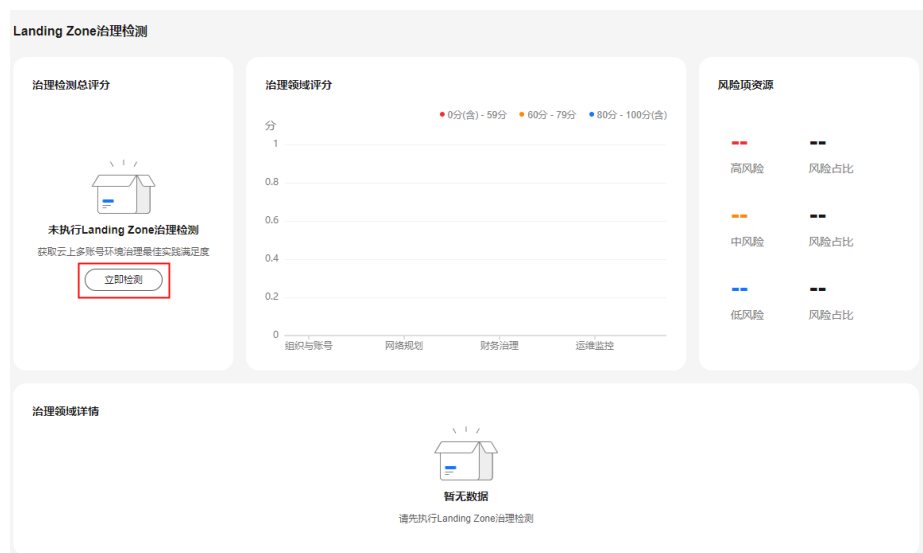 Landing Zone治理检测
治理检测总评分
未执行Landing Zone治理检测
获取云上多账号环境治理最佳实践满足度
立即检测
治理领域评分
0分(含) - 59分 60分 - 79分 80分 - 100分(含)
分
1
0.8
0.6
0.4
0.2
0
组织与账号 网络规划 财务治理 运维监控
风险项资源
-- --
高风险 风险占比
-- --
中风险 风险占比
-- --
低风险 风险占比
治理领域详情
暂无数据
请先执行Landing Zone治理检测